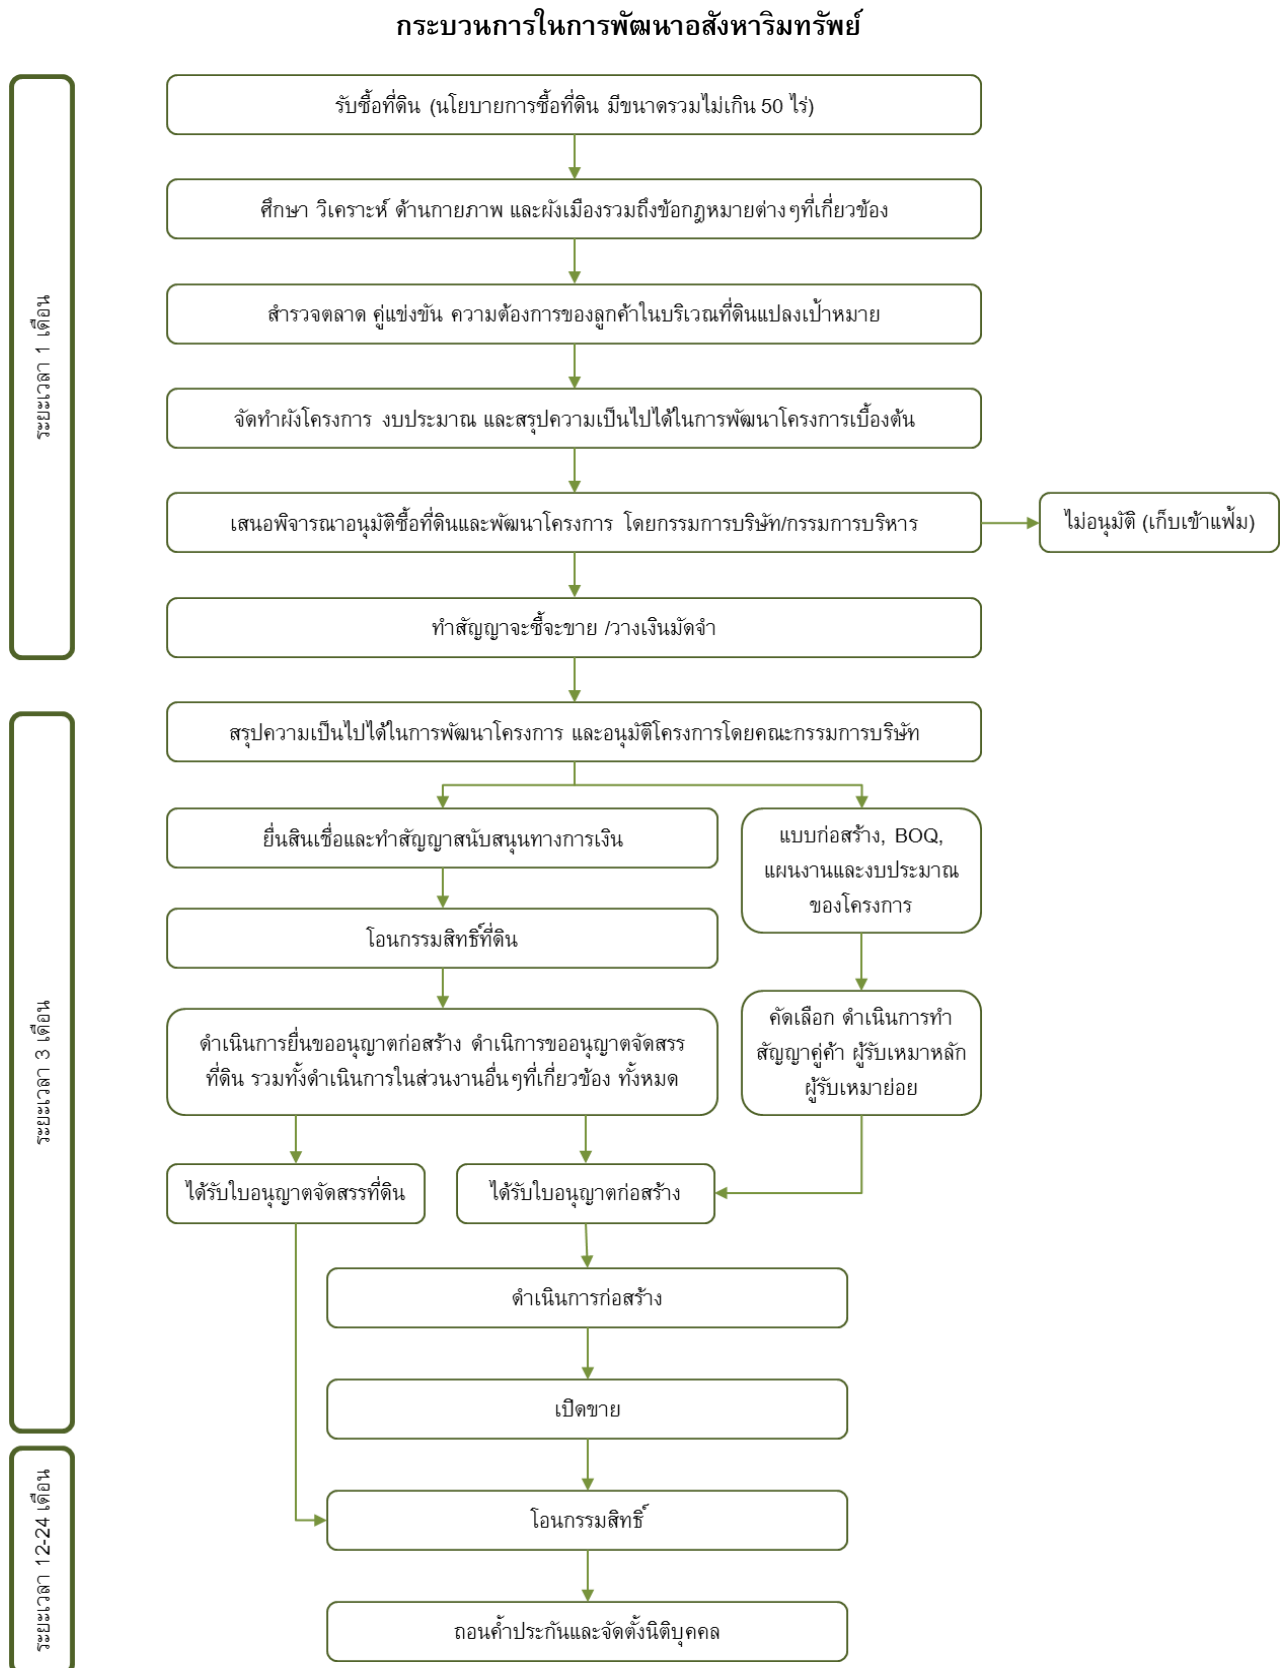 กระบวนการในการพัฒนาอสังหาริมทรัพย์
ระยะเวลา 1 เดือน
รับซื้อที่ดิน (นโยบายการซื้อที่ดิน มีขนาดรวมไม่เกิน 50 ไร่)
ศึกษา วิเคราะห์ ด้านกายภาพ และผังเมืองรวมถึงข้อกฎหมายต่างๆที่เกี่ยวข้อง
สำรวจตลาด คู่แข่งขัน ความต้องการของลูกค้าในบริเวณที่ดินแปลงเป้าหมาย
จัดทำผังโครงการ งบประมาณ และสรุปความเป็นไปได้ในการพัฒนาโครงการเบื้องต้น
เสนอพิจารณาอนุมัติซื้อที่ดินและพัฒนาโครงการ โดยกรรมการบริษัท/กรรมการบริหาร
ไม่อนุมัติ (เก็บเข้าแฟ้ม)
ทำสัญญาจะซื้จะขาย /วางเงินมัดจำ
ระยะเวลา 3 เดือน
สรุปความเป็นไปได้ในการพัฒนาโครงการ และอนุมัติโครงการโดยคณะกรรมการบริษัท
ยื่นสินเชื่อและทำสัญญาสนับสนุนทางการเงิน
แบบก่อสร้าง, BOQ,
แผนงานและงบประมาณ
ของโครงการ
โอนกรรมสิทธิ์ที่ดิน
ดำเนินการยื่นขออนุญาตก่อสร้าง ดำเนิการขออนุญาตจัดสรร
ที่ดิน รวมทั้งดำเนินการในส่วนงานอื่นๆที่เกี่ยวข้อง ทั้งหมด
คัดเลือก ดำเนินการทำ
สัญญาคู่ค้า ผู้รับเหมาหลัก
ผู้รับเหมาย่อย
ได้รับใบอนุญาตจัดสรรที่ดิน
ได้รับใบอนุญาตก่อสร้าง
ดำเนินการก่อสร้าง
เปิดขาย
ระยะเวลา 12-24 เดือน
โอนกรรมสิทธิ์
ถอนค้ำประกันและจัดตั้งนิติบุคคล